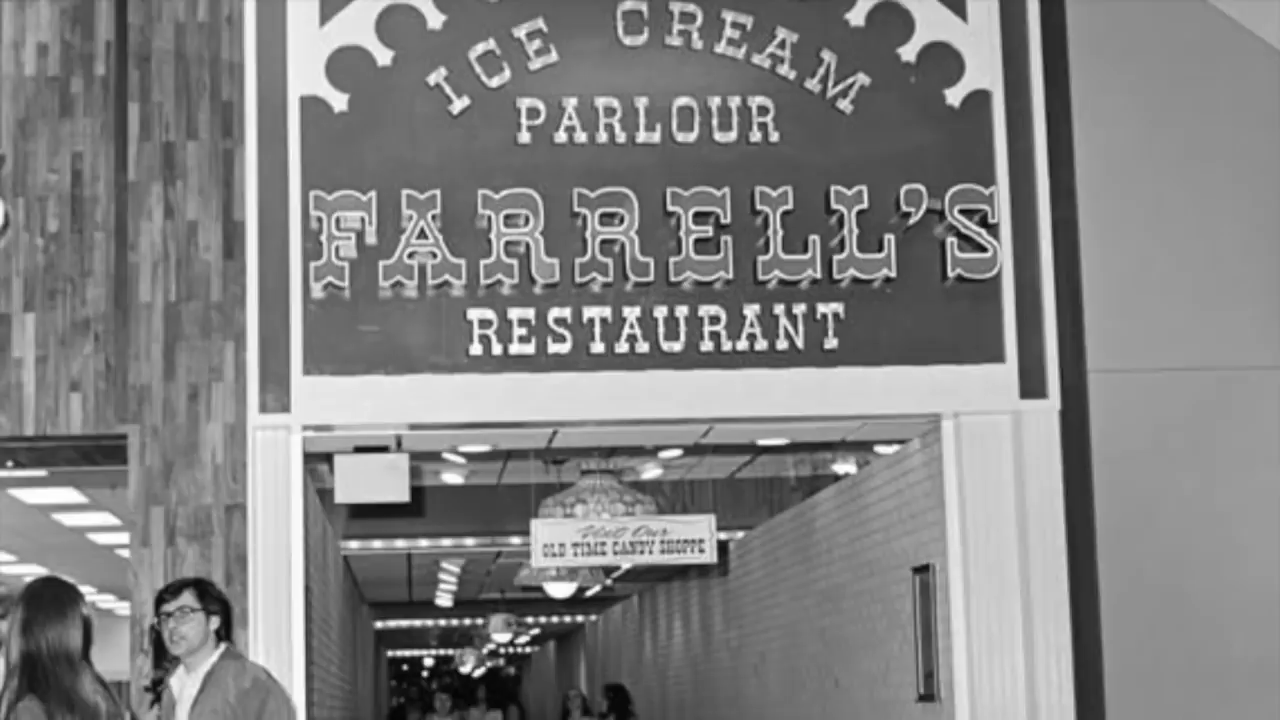 ICE CREAM
PARLOUR
FARRELL'S
RESTAURANT
Visit Our
OLD TIME CANDY SHOPPE